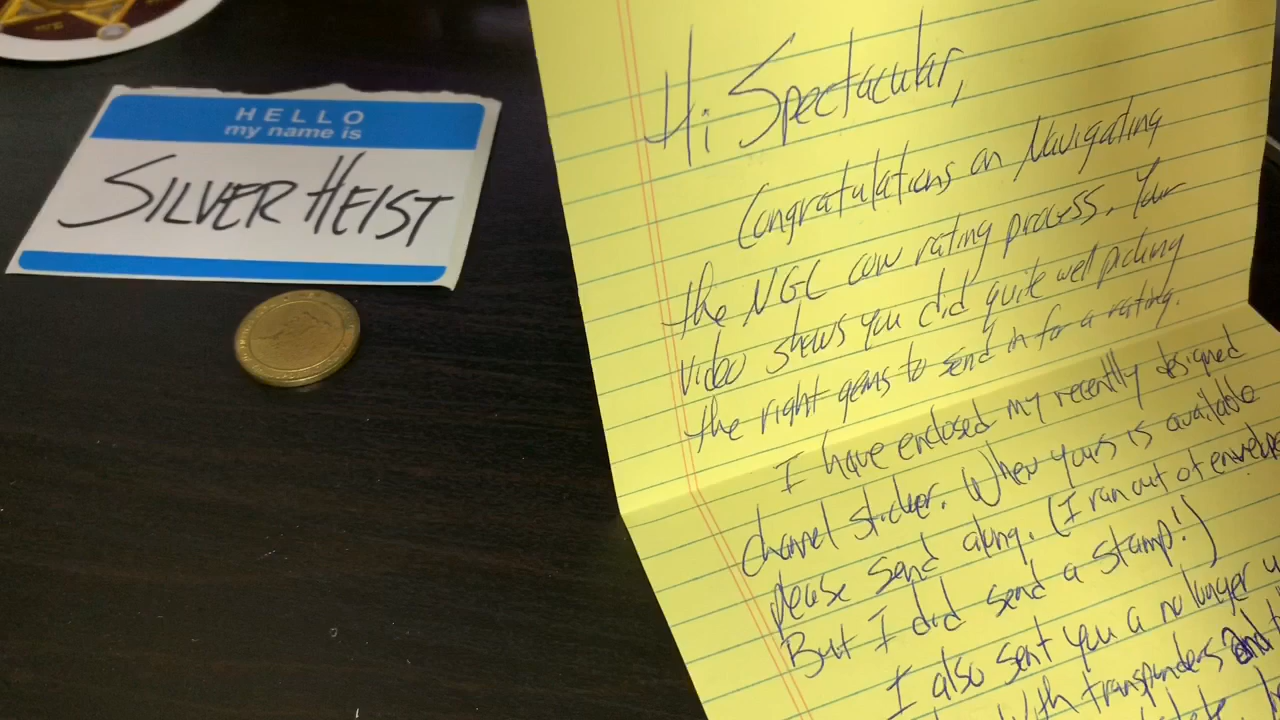 HELLO
my name is
SILVER HEIST
Hi Spectacular,
Congratulations on Navigating
the NGC coin rating process. Your
video shows you did quite well picking
the right gems to send in for a rating.
I have enclosed my recently designed
channel sticker. When yours is available
please send along. (I ran out of envelope
But I did send a stamp!)
I also sent you a no longer u
with transponders and